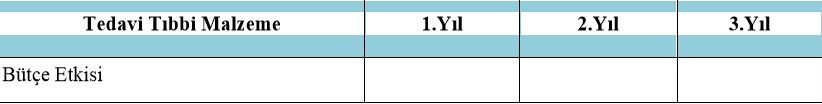 Tedavi Tıbbi Malzeme 1.Yıl 2.Yıl 3.Yıl
Bütçe Etkisi